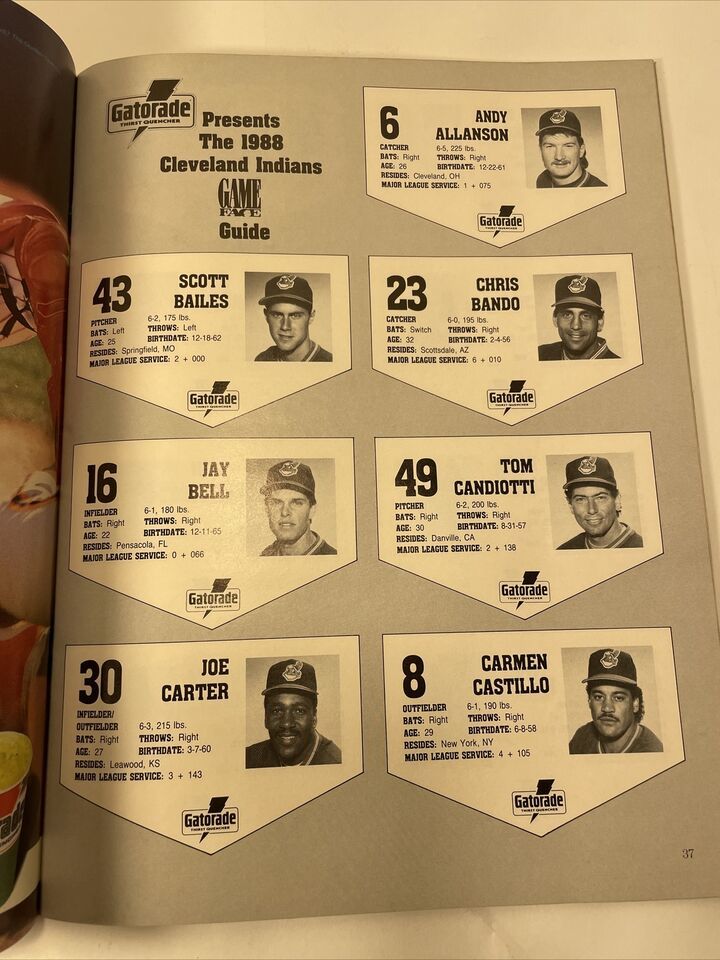 Gatorade
THIRST QUENCHER
Presents
The 1988
Cleveland Indians
GAME
FACE
Guide
6
ANDY
ALLANSON
CATCHER 6-5, 225 lbs.
BATS: Right THROWS: Right
AGE: 26 BIRTHDATE: 12-22-61
RESIDES: Cleveland, OH
MAJOR LEAGUE SERVICE: 1 + 075
Gatorade
THIRST QUENCHER
43
SCOTT
BAILES
PITCHER 6-2, 175 lbs.
BATS: Left THROWS: Left
AGE: 25 BIRTHDATE: 12-18-62
RESIDES: Springfield, MO
MAJOR LEAGUE SERVICE: 2 + 000
Gatorade
THIRST QUENCHER
23
CHRIS
BANDO
CATCHER 6-0, 195 lbs.
BATS: Switch THROWS: Right
AGE: 32 BIRTHDATE: 2-4-56
RESIDES: Scottsdale, AZ
MAJOR LEAGUE SERVICE: 6 + 010
Gatorade
THIRST QUENCHER
16
JAY
BELL
INFIELDER 6-1, 180 lbs.
BATS: Right THROWS: Right
AGE: 22 BIRTHDATE: 12-11-65
RESIDES: Pensacola, FL
MAJOR LEAGUE SERVICE: 0 + 066
Gatorade
THIRST QUENCHER
49
TOM
CANDIOTTI
PITCHER 6-2, 200 lbs.
BATS: Right THROWS: Right
AGE: 30 BIRTHDATE: 8-31-57
RESIDES: Danville, CA
MAJOR LEAGUE SERVICE: 2 + 138
Gatorade
THIRST QUENCHER
30
JOE
CARTER
INFIELDER/
OUTFIELDER 6-3, 215 lbs.
BATS: Right THROWS: Right
AGE: 27 BIRTHDATE: 3-7-60
RESIDES: Leawood, KS
MAJOR LEAGUE SERVICE: 3 + 143
Gatorade
THIRST QUENCHER
8
CARMEN
CASTILLO
OUTFIELDER 6-1, 190 lbs.
BATS: Right THROWS: Right
AGE: 29 BIRTHDATE: 6-8-58
RESIDES: New York, NY
MAJOR LEAGUE SERVICE: 4 + 105
Gatorade
THIRST QUENCHER
37